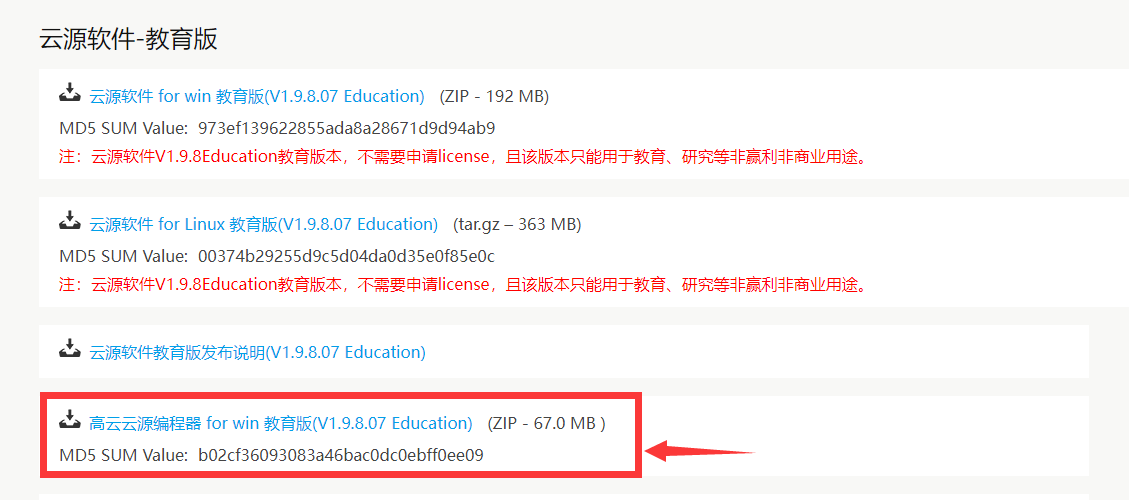 云源软件-教育版
云源软件 for win 教育版(V1.9.8.07 Education) (ZIP - 192 MB)
MD5 SUM Value: 973ef139622855ada8a28671d9d94ab9
注：云源软件V1.9.8Education教育版本，不需要申请license，且该版本只能用于教育、研究等非赢利非商业用途。
云源软件 for Linux 教育版(V1.9.8.07 Education) (tar.gz – 363 MB)
MD5 SUM Value: 00374b29255d9c5d04da0d35e0f85e0c
注：云源软件V1.9.8Education教育版本，不需要申请license，且该版本只能用于教育、研究等非赢利非商业用途。
云源软件教育版发布说明(V1.9.8.07 Education)
高云云源编程器 for win 教育版(V1.9.8.07 Education) (ZIP - 67.0 MB )
MD5 SUM Value: b02cf36093083a46bac0dc0ebff0ee09